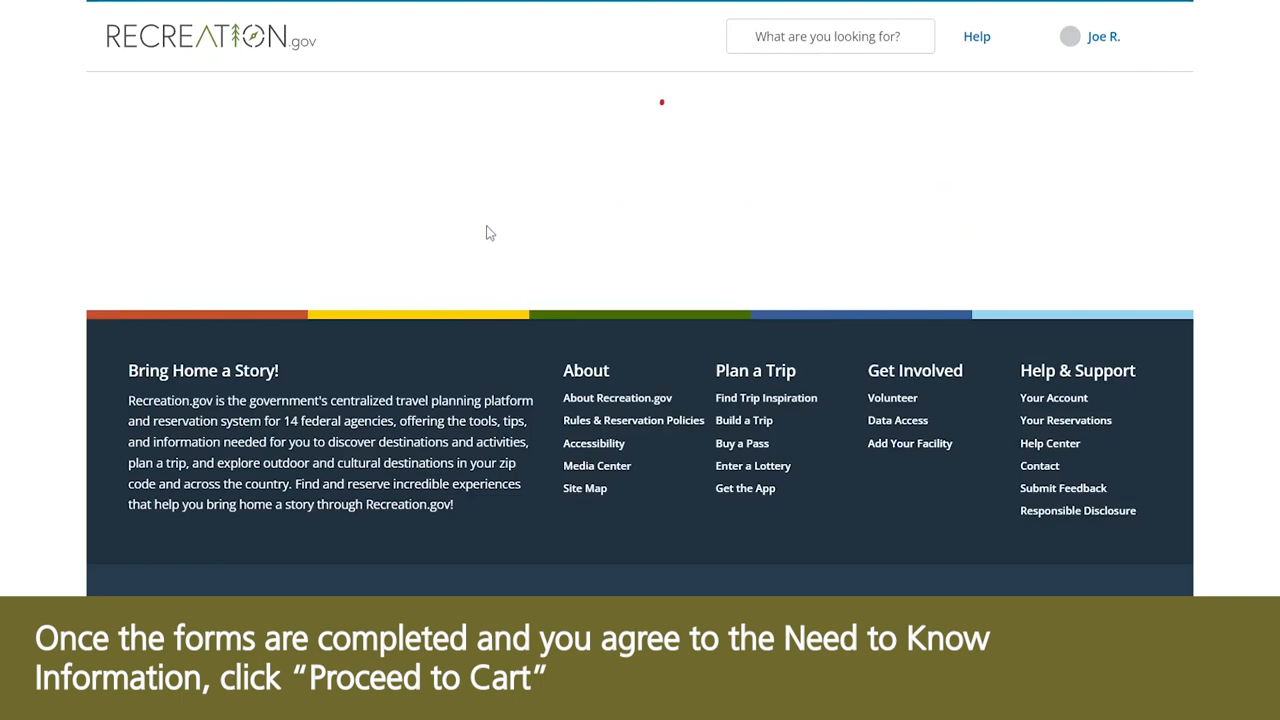 RECREATION.gov
What are you looking for?
Help
Joe R.
Bring Home a Story!
Recreation.gov is the government's centralized travel planning platform
and reservation system for 14 federal agencies, offering the tools, tips,
and information needed for you to discover destinations and activities,
plan a trip, and explore outdoor and cultural destinations in your zip
code and across the country. Find and reserve incredible experiences
that help you bring home a story through Recreation.gov!
About
About Recreation.gov
Rules & Reservation Policies
Accessibility
Media Center
Site Map
Plan a Trip
Find Trip Inspiration
Build a Trip
Buy a Pass
Enter a Lottery
Get the App
Get Involved
Volunteer
Data Access
Add Your Facility
Help & Support
Your Account
Your Reservations
Help Center
Contact
Submit Feedback
Responsible Disclosure
Once the forms are completed and you agree to the Need to Know
Information, click “Proceed to Cart”